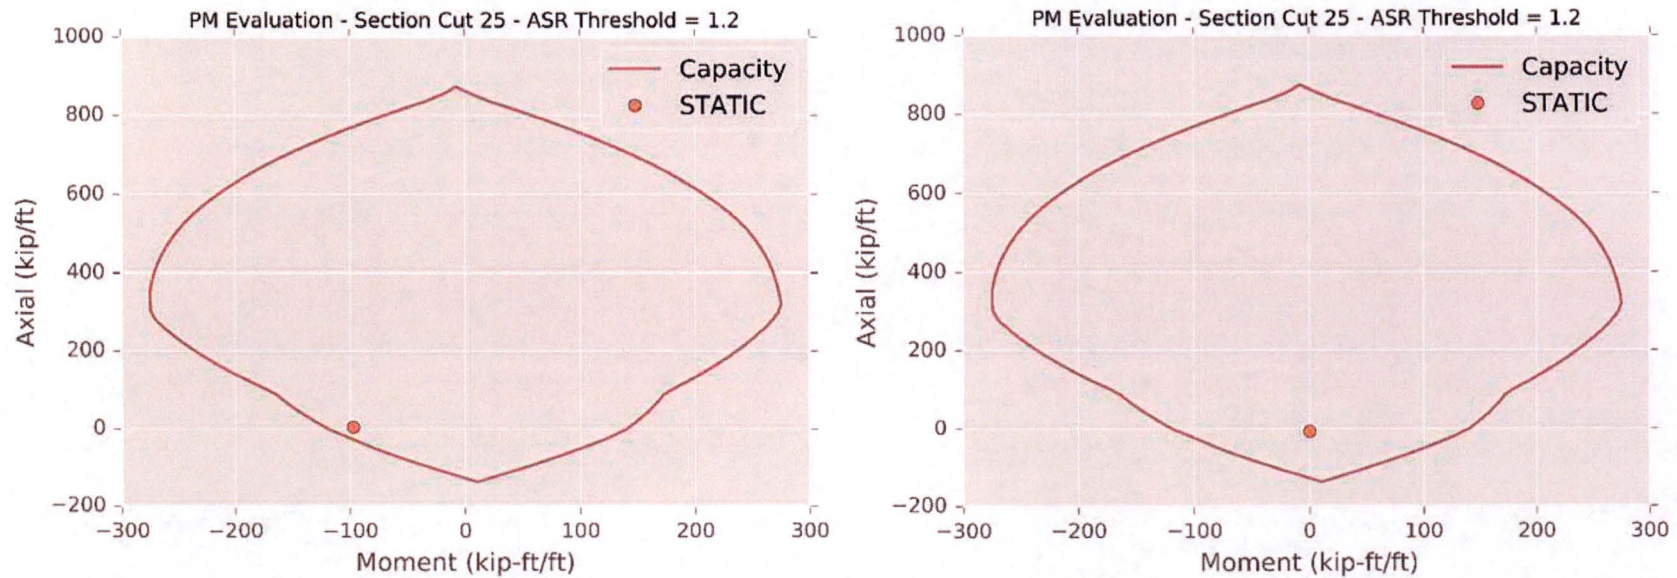 PM Evaluation - Section Cut 25 - ASR Threshold = 1.2
1000
800
600
400
200
0
−200
Axial (kip/ft)
Capacity
STATIC
−300
−200
−100
0
100
200
300
Moment (kip-ft/ft)
PM Evaluation - Section Cut 25 - ASR Threshold = 1.2
1000
800
600
400
200
0
−200
Axial (kip/ft)
Capacity
STATIC
−300
−200
−100
0
100
200
300
Moment (kip-ft/ft)